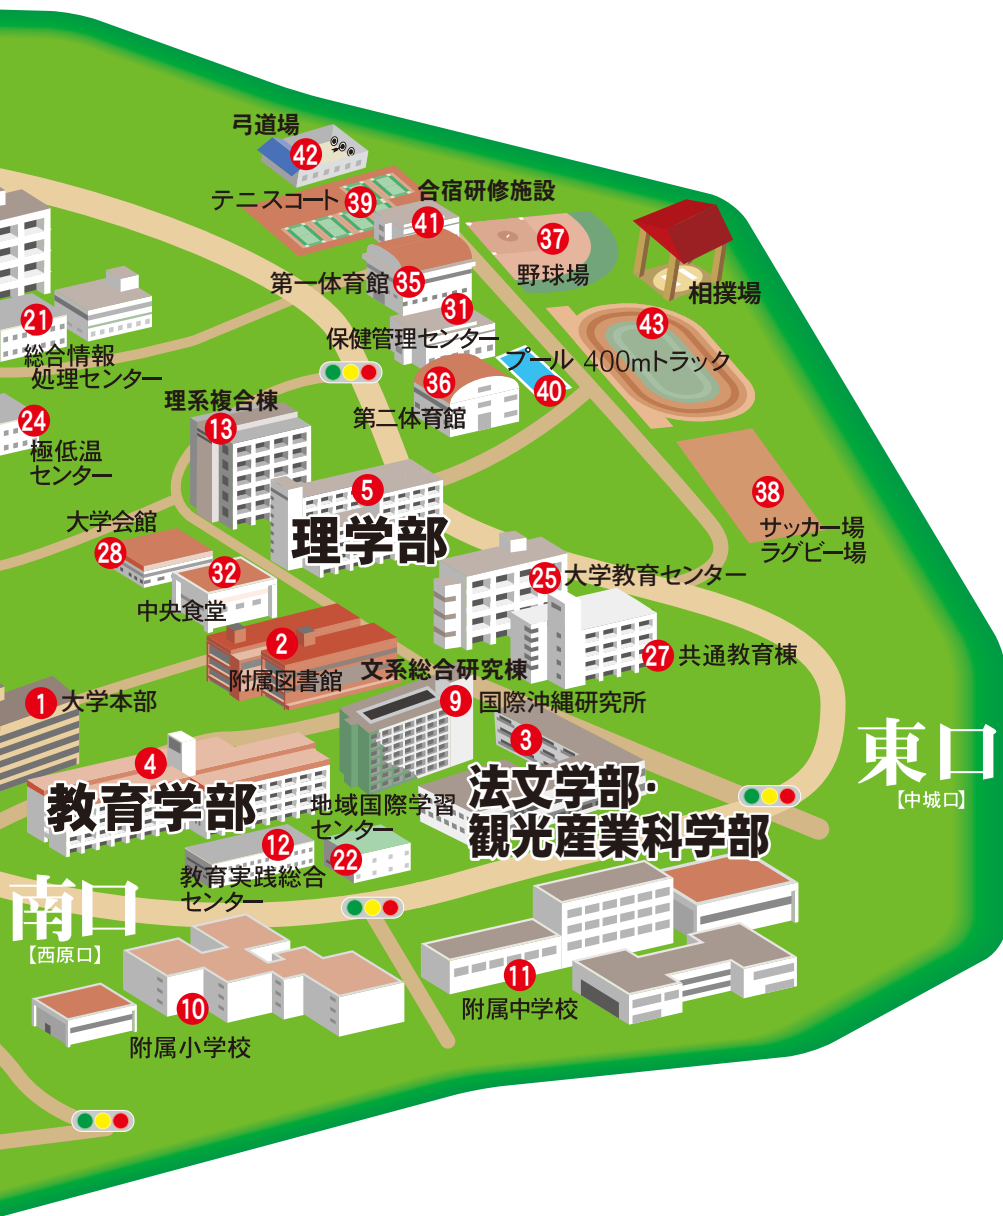 弓道場
42
テニスコート 39
合宿研修施設
41
37
野球場
第一体育館 35
相撲場
31
43
21
保健管理センター
総合情報
処理センター
プール
400mトラック
36
40
理系複合棟
第二体育館
24
13
極低温
センター
5
38
大学会館
理学部
サッカー場
ラグビー場
28
32
25 大学教育センター
中央食堂
2
27 共通教育棟
附属図書館
文系総合研究棟
1 大学本部
9 国際沖縄研究所
3
東口
【中城口】
4
教育学部
法文学部・
観光産業科学部
地域国際学習
センター
12
22
教育実践総合
センター
南口
【西原口】
11
附属中学校
10
附属小学校